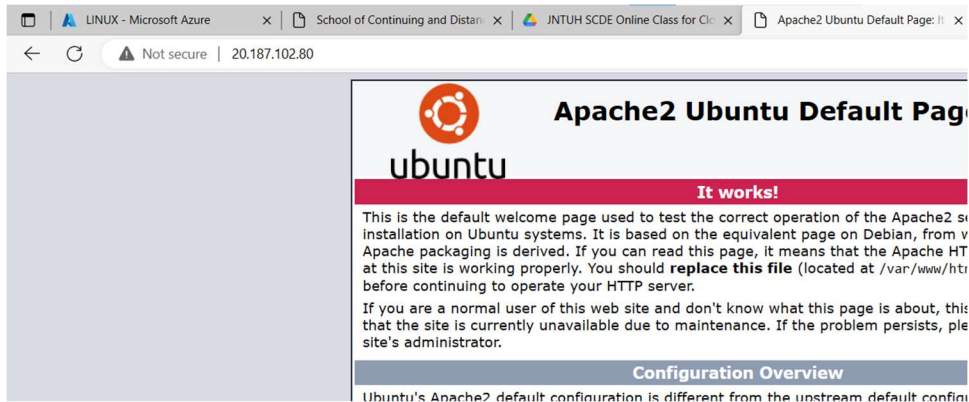 LINUX - Microsoft Azure
School of Continuing and Distan
JNTUH SCDE Online Class for Clo
Apache2 Ubuntu Default Page: It
Not secure | 20.187.102.80
ubuntu
Apache2 Ubuntu Default Pag
It works!
This is the default welcome page used to test the correct operation of the Apache2 se
installation on Ubuntu systems. It is based on the equivalent page on Debian, from w
Apache packaging is derived. If you can read this page, it means that the Apache HT
at this site is working properly. You should replace this file (located at /var/www/htm
before continuing to operate your HTTP server.
If you are a normal user of this web site and don't know what this page is about, this
that the site is currently unavailable due to maintenance. If the problem persists, ple
site's administrator.
Configuration Overview
Ubuntu's Apache2 default configuration is different from the upstream default configu